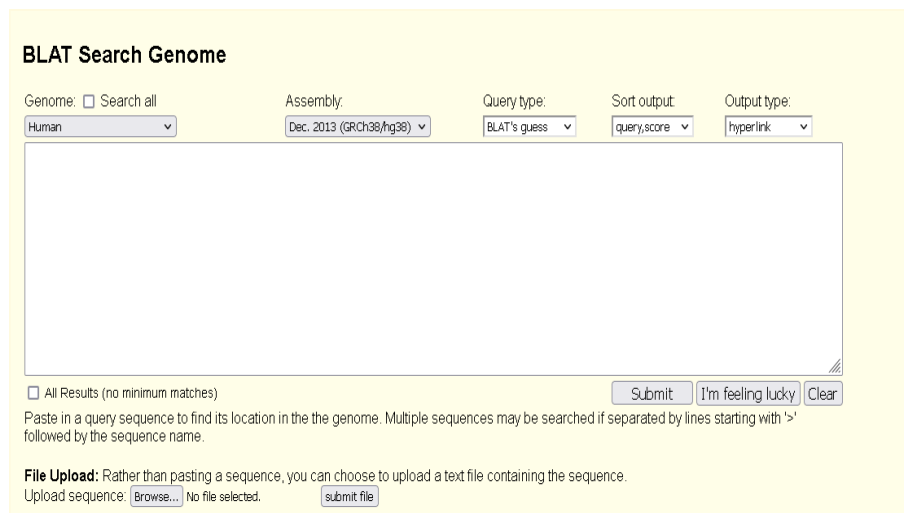 BLAT Search Genome
Genome: Search all Assembly: Query type: Sort output: Output type:
Human Dec. 2013 (GRCh38/hg38) BLAT's guess query,score hyperlink
All Results (no minimum matches) Submit I'm feeling lucky Clear
Paste in a query sequence to find its location in the the genome. Multiple sequences may be searched if separated by lines starting with '>'
followed by the sequence name.
File Upload: Rather than pasting a sequence, you can choose to upload a text file containing the sequence.
Upload sequence: Browse... No file selected. submit file